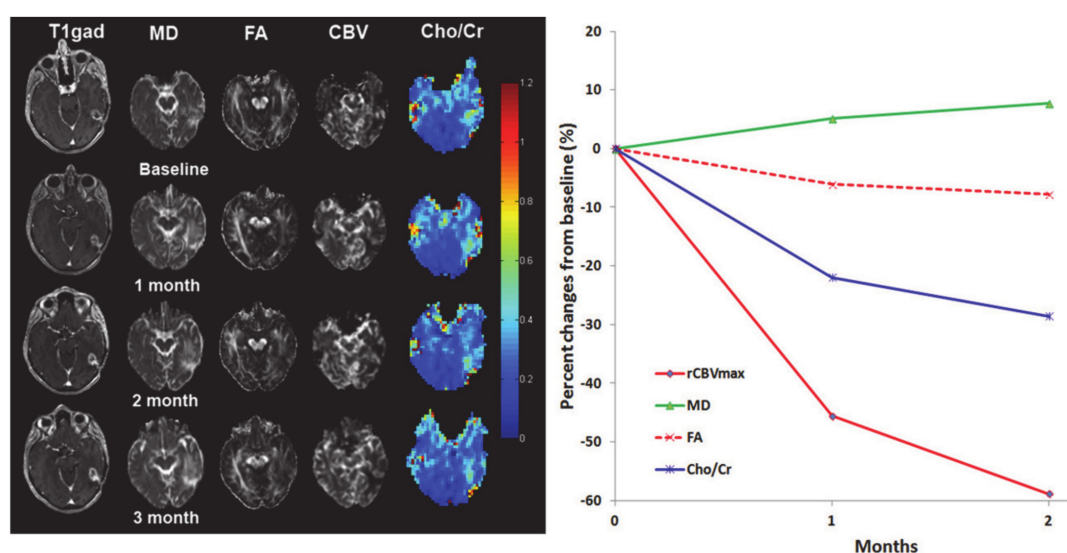 T1gad MD FA CBV Cho/Cr
Baseline
1 month
2 month
3 month
1.2
1
0.8
0.6
0.4
0.2
0
Percent changes from baseline (%)
20
10
0
-10
-20
-30
-40
-50
-60
rCBVmax
MD
FA
Cho/Cr
0 1 2
Months